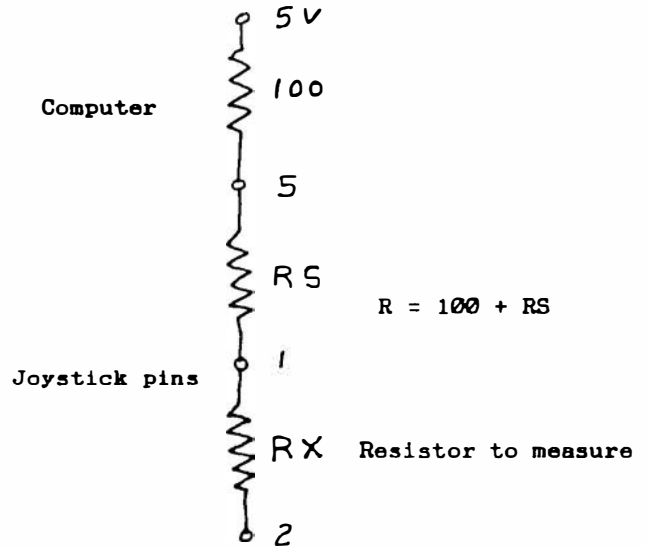 5V
100
Computer
5
RS
R = 100 + RS
1
Joystick pins
RX Resistor to measure
2